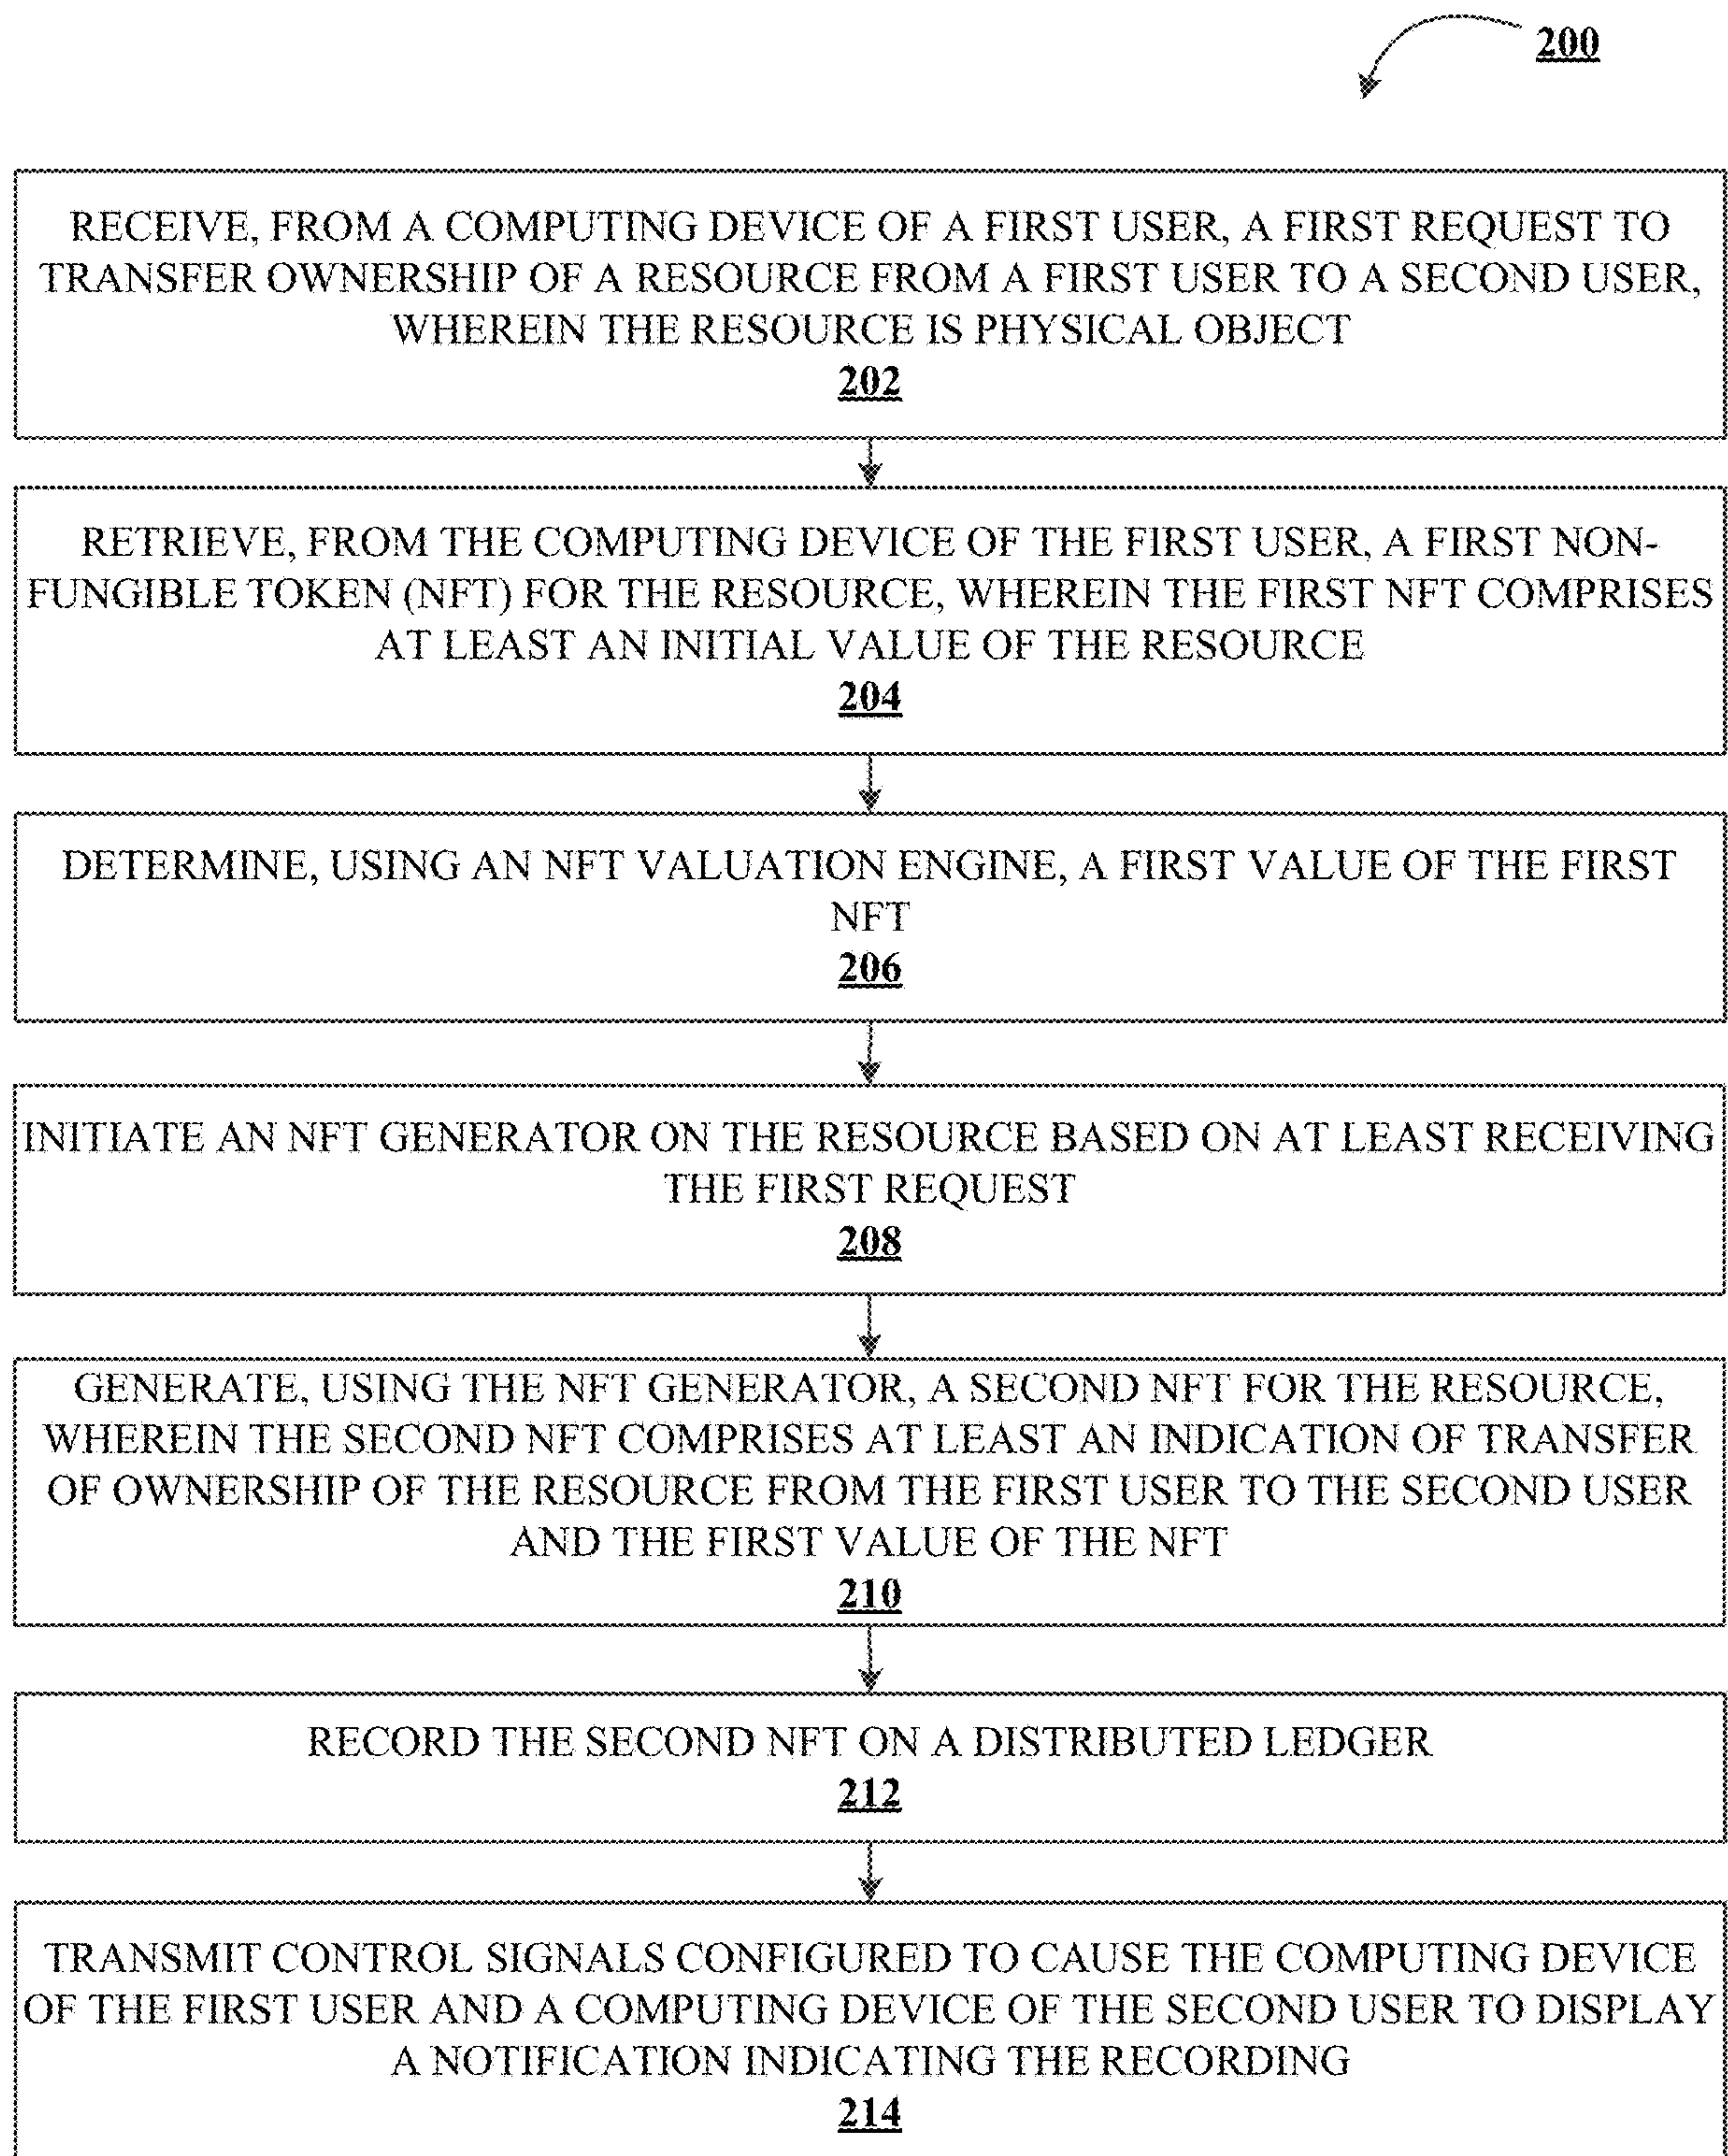 200
RECEIVE, FROM A COMPUTING DEVICE OF A FIRST USER, A FIRST REQUEST TO
TRANSFER OWNERSHIP OF A RESOURCE FROM A FIRST USER TO A SECOND USER,
WHEREIN THE RESOURCE IS PHYSICAL OBJECT
202
RETRIEVE, FROM THE COMPUTING DEVICE OF THE FIRST USER, A FIRST NON-
FUNGIBLE TOKEN (NFT) FOR THE RESOURCE, WHEREIN THE FIRST NFT COMPRISES
AT LEAST AN INITIAL VALUE OF THE RESOURCE
204
DETERMINE, USING AN NFT VALUATION ENGINE, A FIRST VALUE OF THE FIRST
NFT
206
INITIATE AN NFT GENERATOR ON THE RESOURCE BASED ON AT LEAST RECEIVING
THE FIRST REQUEST
208
GENERATE, USING THE NFT GENERATOR, A SECOND NFT FOR THE RESOURCE,
WHEREIN THE SECOND NFT COMPRISES AT LEAST AN INDICATION OF TRANSFER
OF OWNERSHIP OF THE RESOURCE FROM THE FIRST USER TO THE SECOND USER
AND THE FIRST VALUE OF THE NFT
210
RECORD THE SECOND NFT ON A DISTRIBUTED LEDGER
212
TRANSMIT CONTROL SIGNALS CONFIGURED TO CAUSE THE COMPUTING DEVICE
OF THE FIRST USER AND A COMPUTING DEVICE OF THE SECOND USER TO DISPLAY
A NOTIFICATION INDICATING THE RECORDING
214